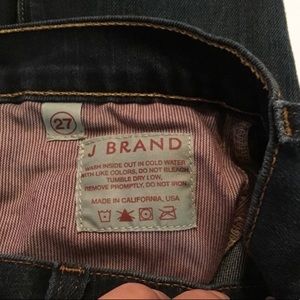 27
J BRAND
WASH INSIDE OUT IN COLD WATER
WITH LIKE COLORS, DO NOT BLEACH
TUMBLE DRY LOW,
REMOVE PROMPTLY, DO NOT IRON
MADE IN CALIFORNIA, USA